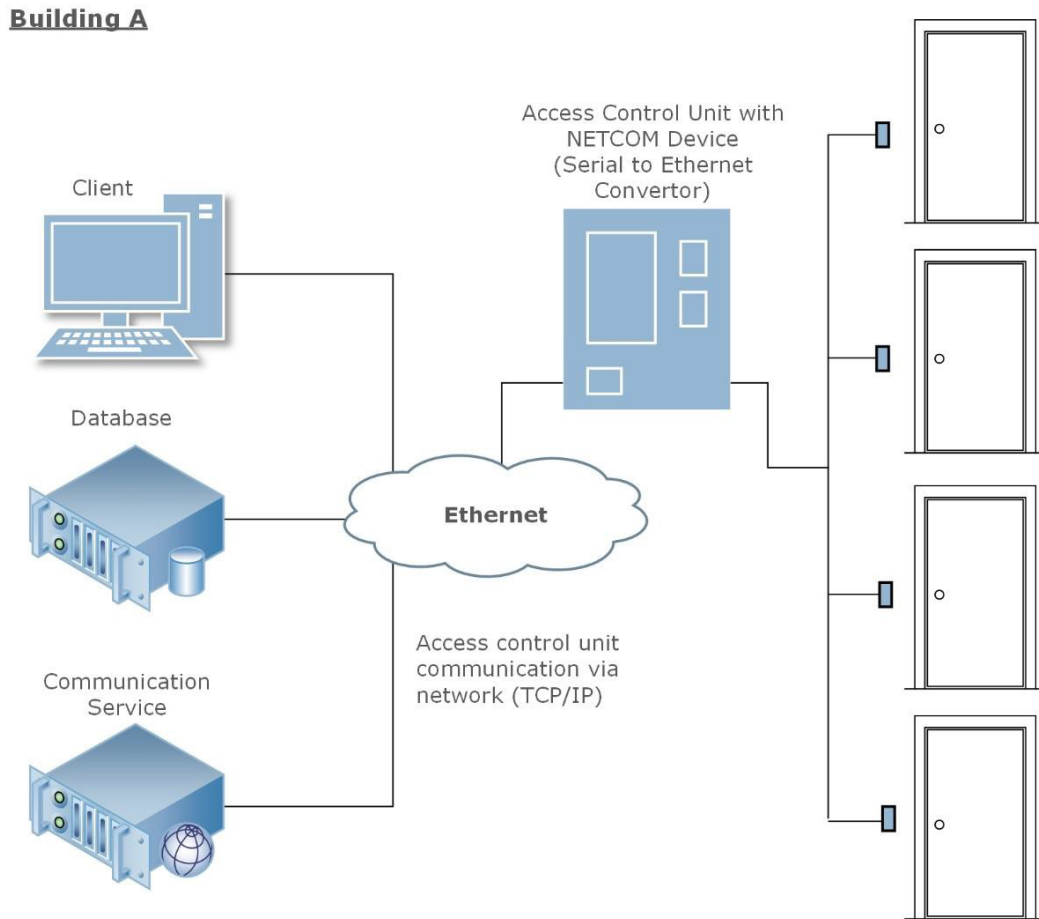 Building A
Access Control Unit with
NETCOM Device
(Serial to Ethernet
Convertor)
Client
Database
Ethernet
Access control unit
communication via
network (TCP/IP)
Communication
Service